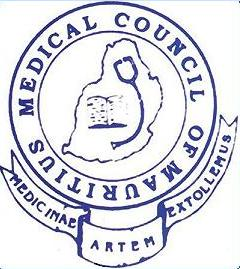 MEDICAL COUNCIL OF MAURITIUS
MEDICINAE
ARTEM
EXTOLLEMUS